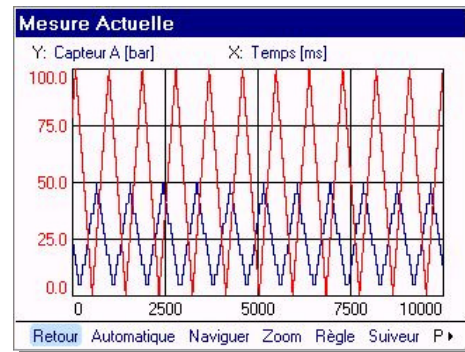 Mesure Actuelle
Y: Capteur A [bar] X: Temps [ms]
100.0
75.0
50.0
25.0
0.0
0 2500 5000 7500 10000
Retour Automatique Naviguer Zoom Règle Suiveur P